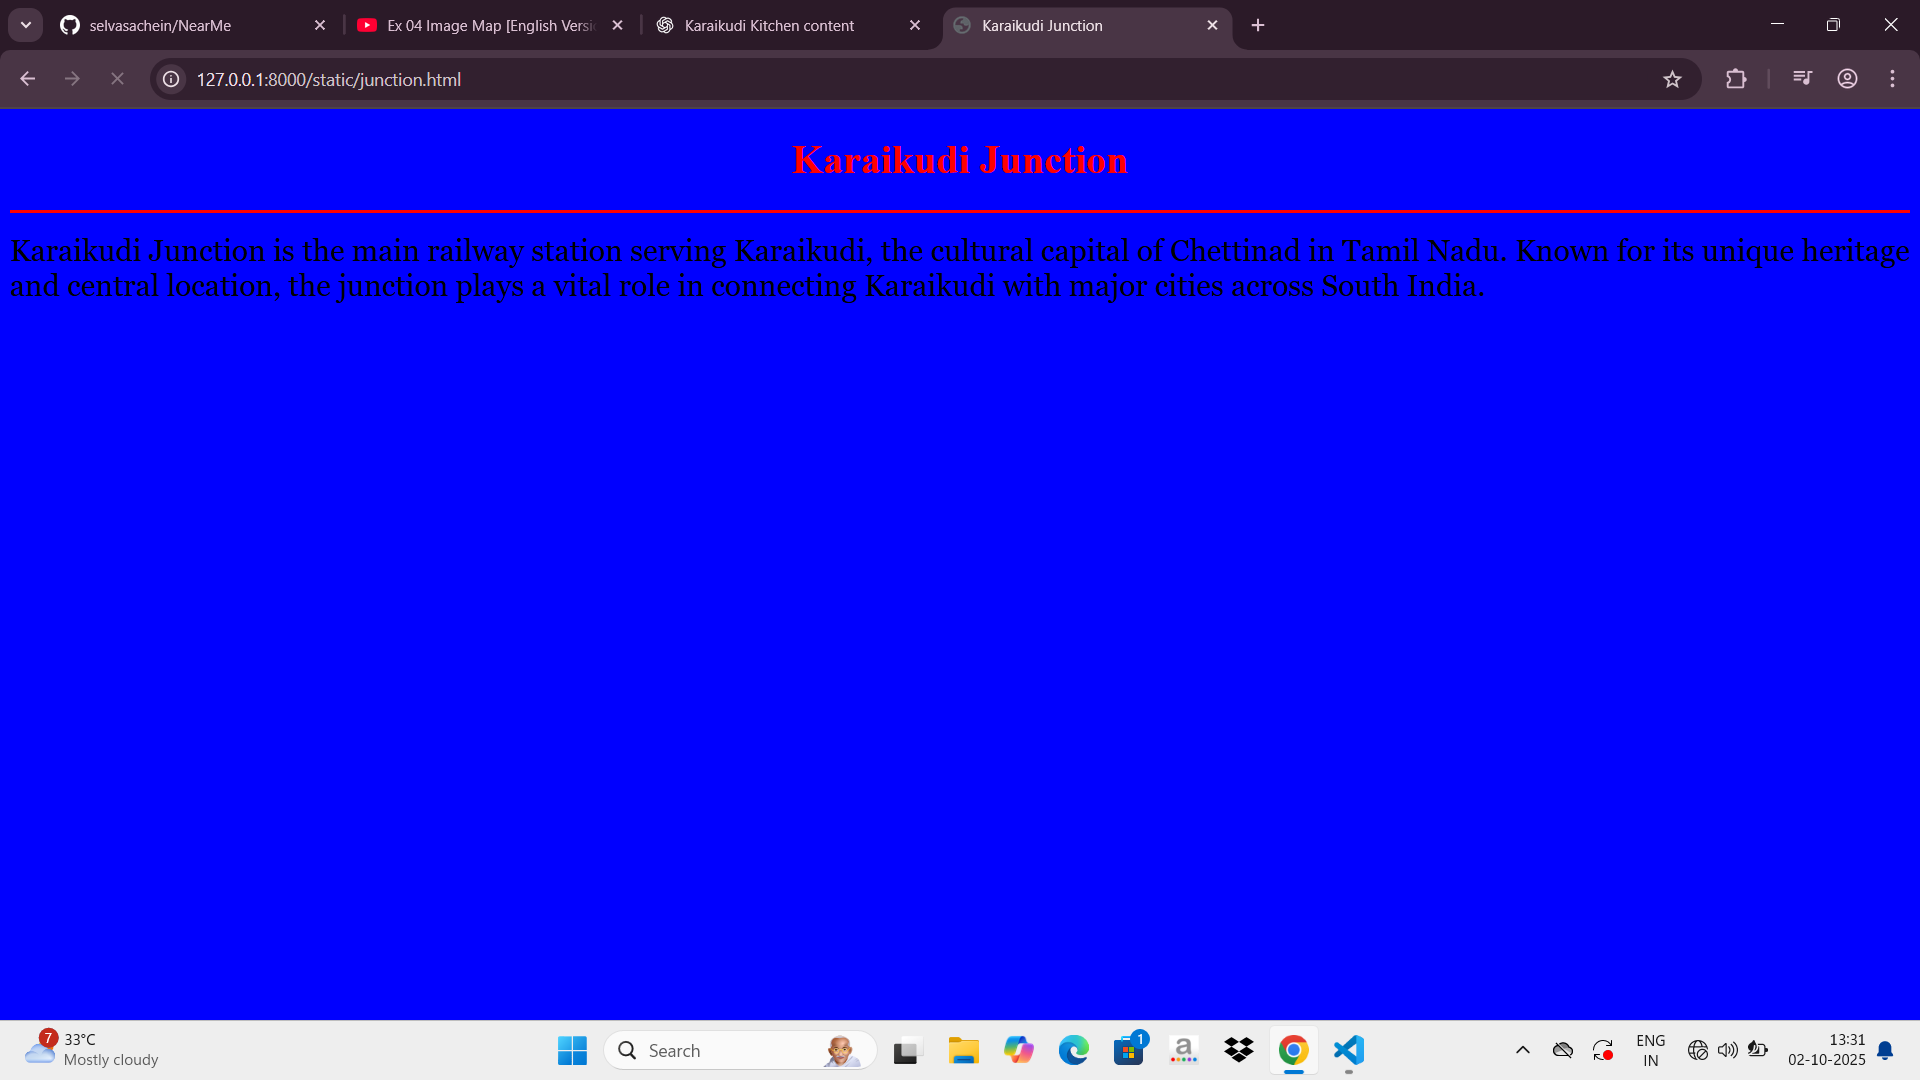 selvasachein/NearMe
Ex 04 Image Map [English Versi
Karaikudi Kitchen content
Karaikudi Junction
127.0.0.1:8000/static/junction.html
Karaikudi Junction
Karaikudi Junction is the main railway station serving Karaikudi, the cultural capital of Chettinad in Tamil Nadu. Known for its unique heritage
and central location, the junction plays a vital role in connecting Karaikudi with major cities across South India.
7
33°C
Mostly cloudy
Search
1
a
ENG
IN
13:31
02-10-2025